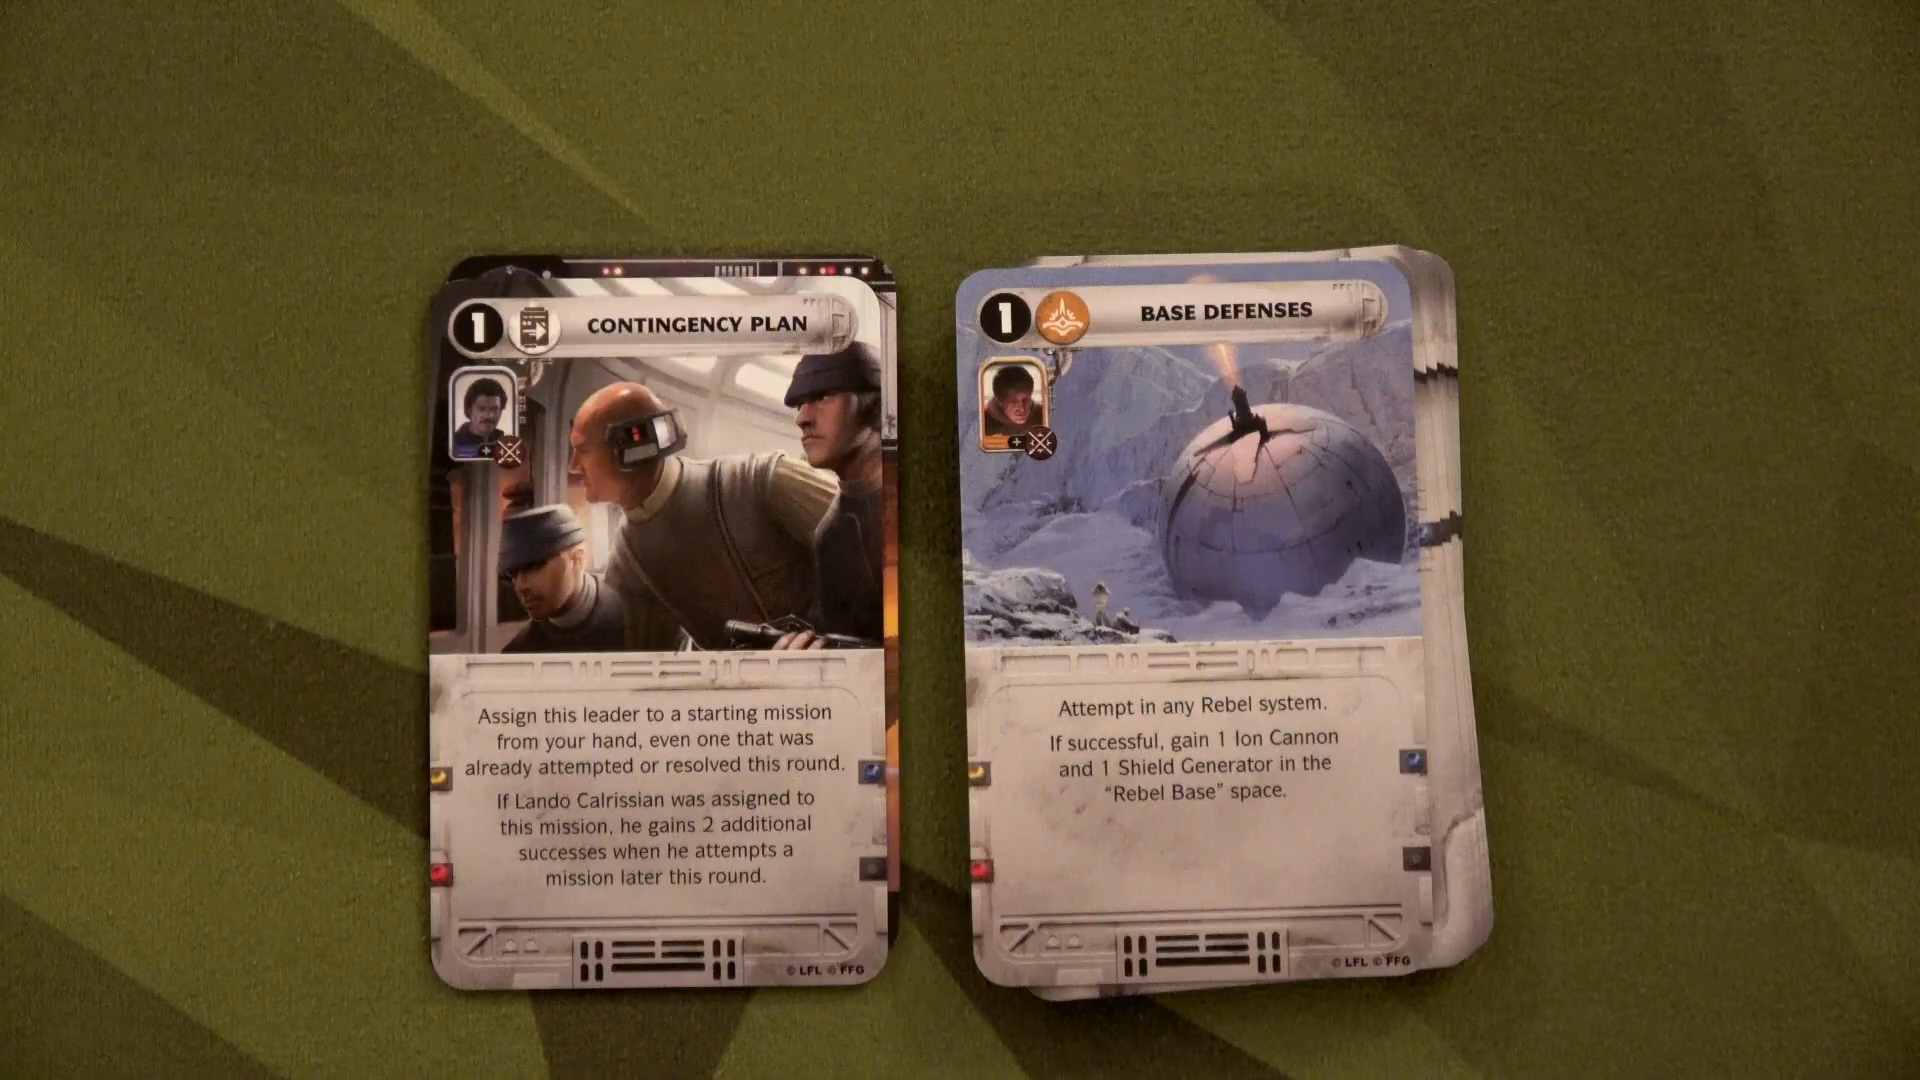 1
CONTINGENCY PLAN
+
Assign this leader to a starting mission
from your hand, even one that was
already attempted or resolved this round.
If Lando Calrissian was assigned to
this mission, he gains 2 additional
successes when he attempts a
mission later this round.
© LFL © FFG
1
BASE DEFENSES
+
Attempt in any Rebel system.
If successful, gain 1 Ion Cannon
and 1 Shield Generator in the
“Rebel Base” space.
© LFL © FFG